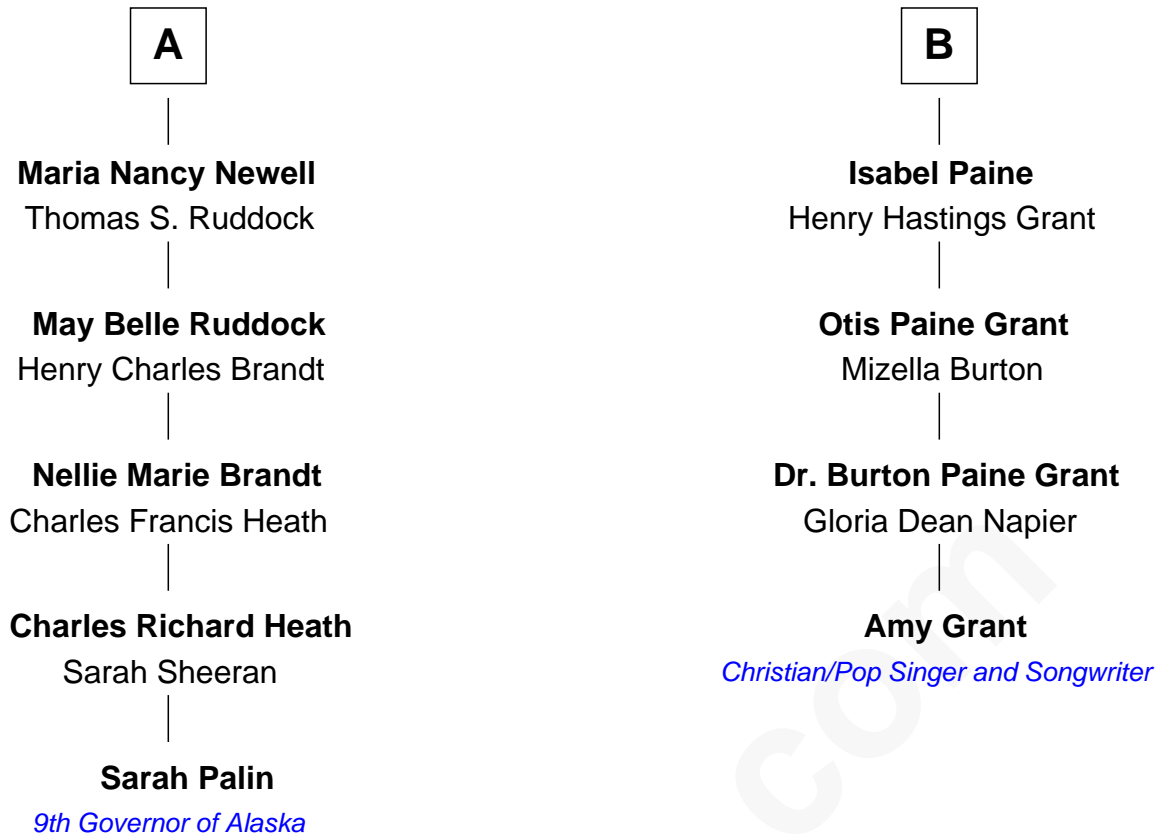 A
Maria Nancy Newell
Thomas S. Ruddock
May Belle Ruddock
Henry Charles Brandt
Nellie Marie Brandt
Charles Francis Heath
Charles Richard Heath
Sarah Sheeran
Sarah Palin
9th Governor of Alaska
B
Isabel Paine
Henry Hastings Grant
Otis Paine Grant
Mizella Burton
Dr. Burton Paine Grant
Gloria Dean Napier
Amy Grant
Christian/Pop Singer and Songwriter
com